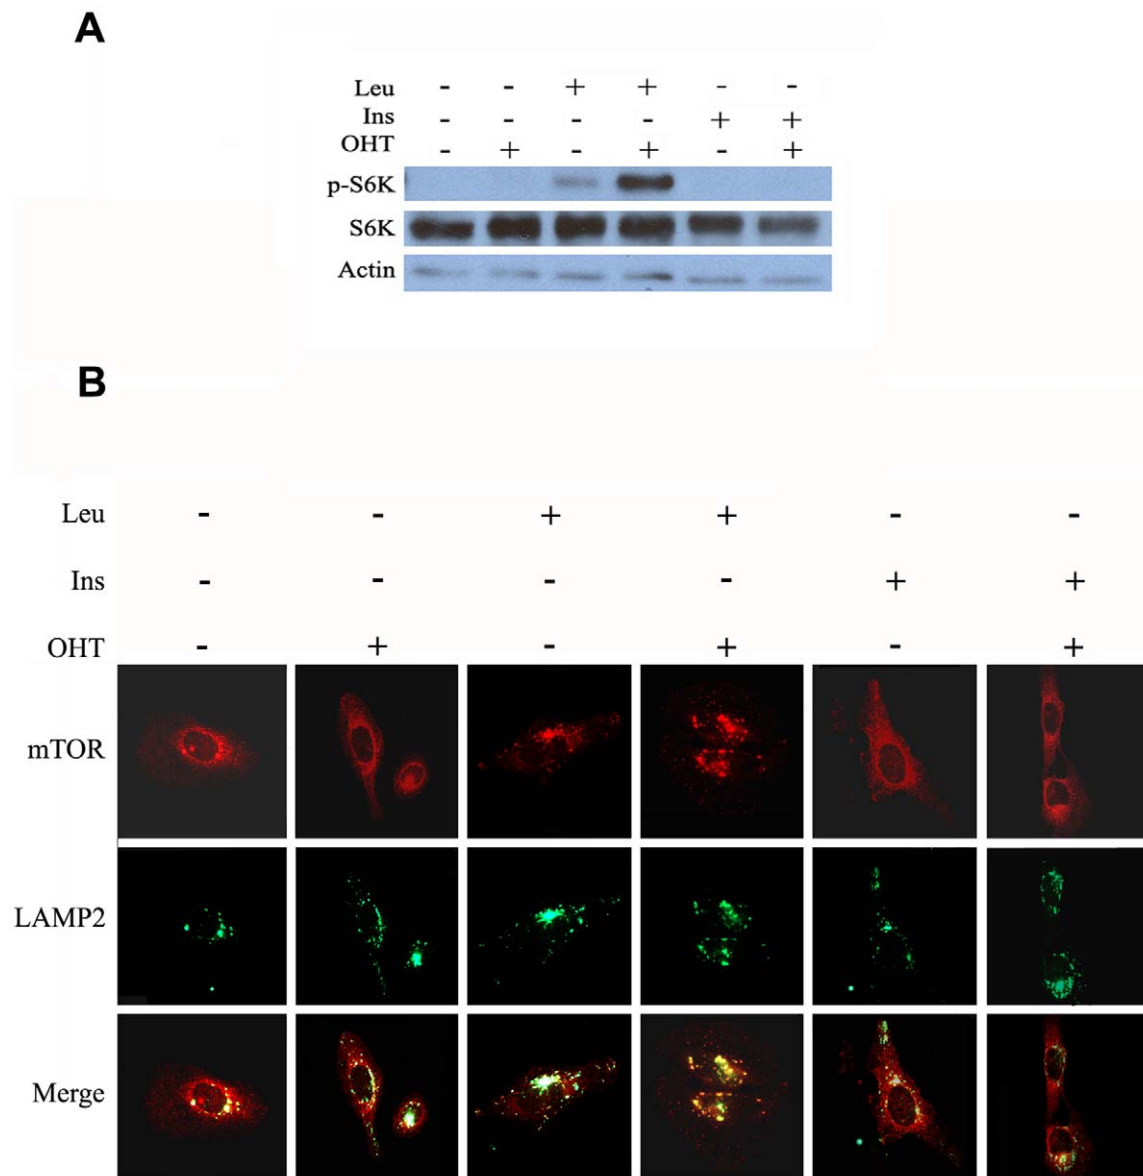 A
Leu - - + + - -
Ins - - - - + +
OHT - + - + - +
p-S6K
S6K
Actin
B
Leu - - + + - -
Ins - - - - + +
OHT - + - + - +
mTOR
LAMP2
Merge